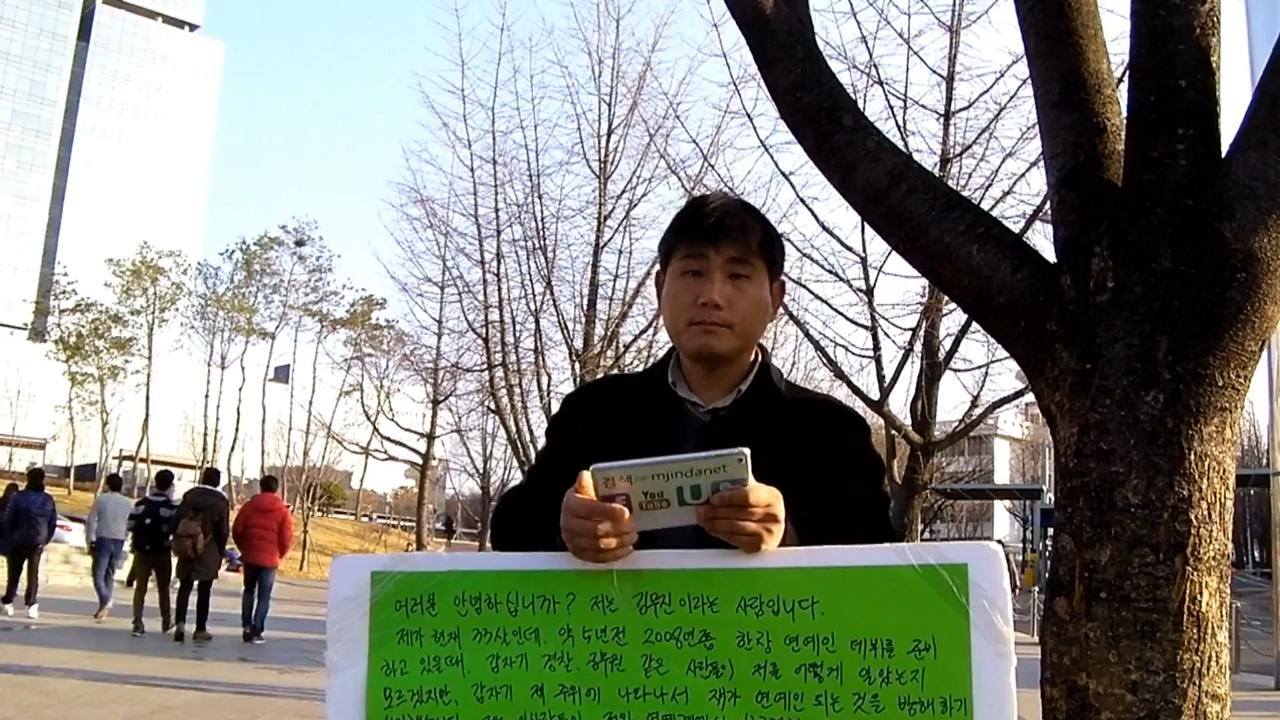 검색 mjindanet
You Tube U
여러분 안녕하십니까? 저는 김무진이라는 사람입니다.
제가 현재 33살인데, 약 5년전 2008년쯤 한창 연예인 데뷔를 준비
하고 있을때, 갑자기 경찰, 공무원 같은 사람들이 저를 어떻게 알았는지
모르겠지만, 갑자기 제 주위에 나타나서 재가 연예인 되는 것을 방해하기